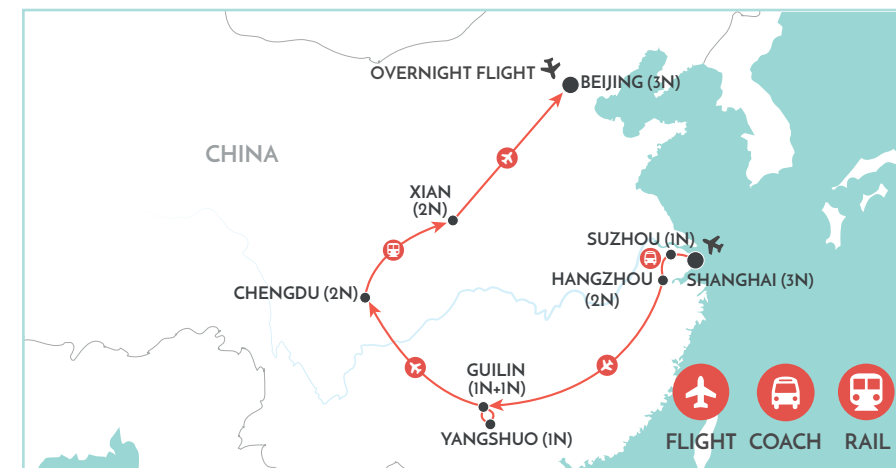 OVERNIGHT FLIGHT
BEIJING (3N)
CHINA
XIAN
(2N)
SUZHOU (1N)
HANGZHOU
(2N)
SHANGHAI (3N)
CHENGDU (2N)
GUILIN
(1N+1N)
YANGSHUO (1N)
FLIGHT
COACH
RAIL